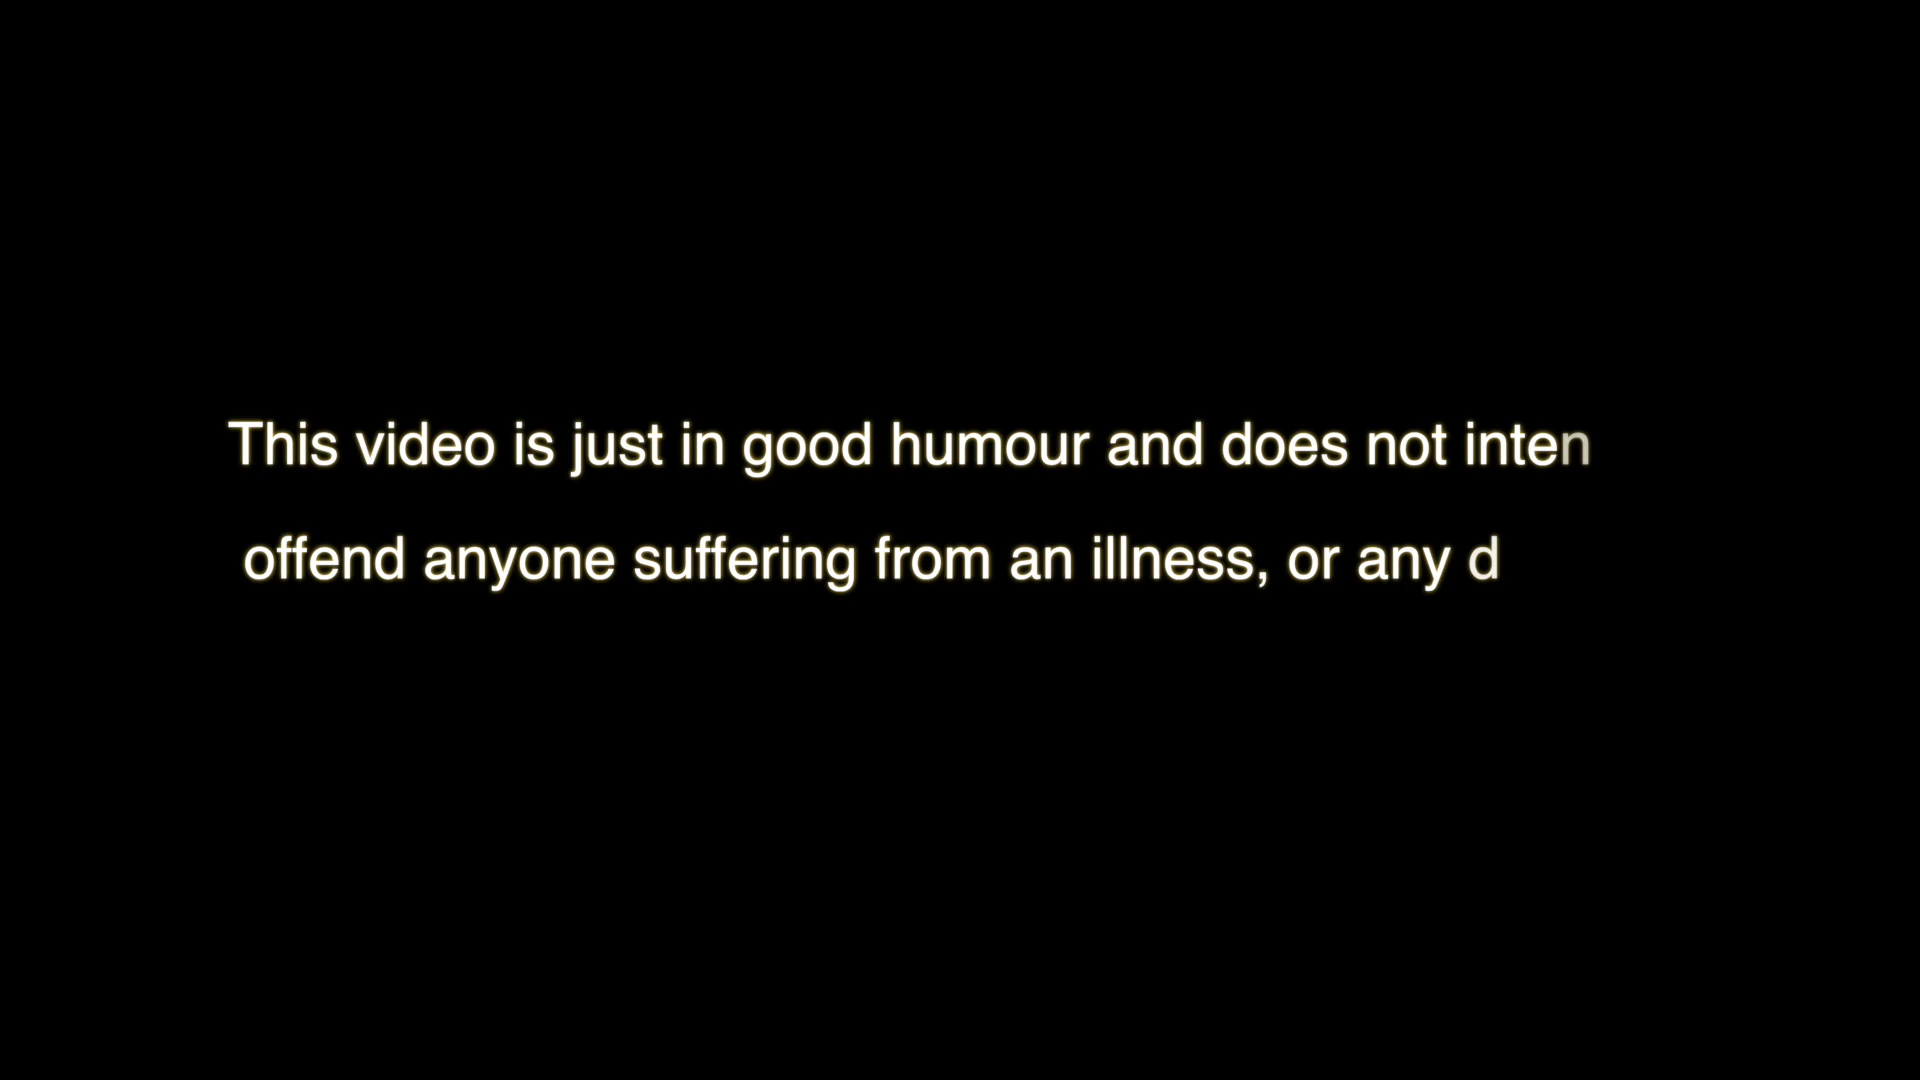 This video is just in good humour and does not inten
offend anyone suffering from an illness, or any d